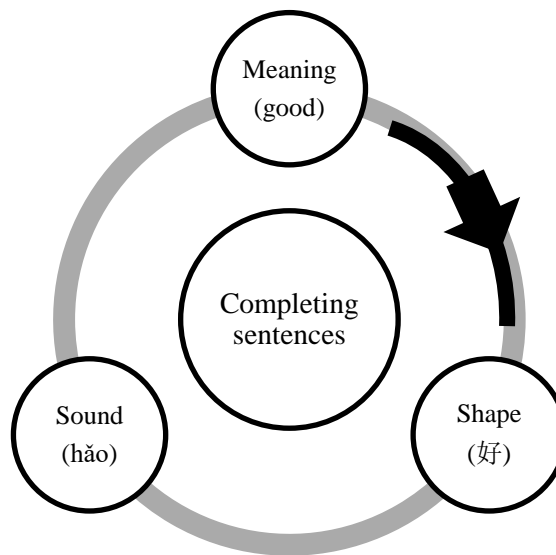 Meaning
(good)
Completing
sentences
Sound
(hǎo)
Shape
(好)